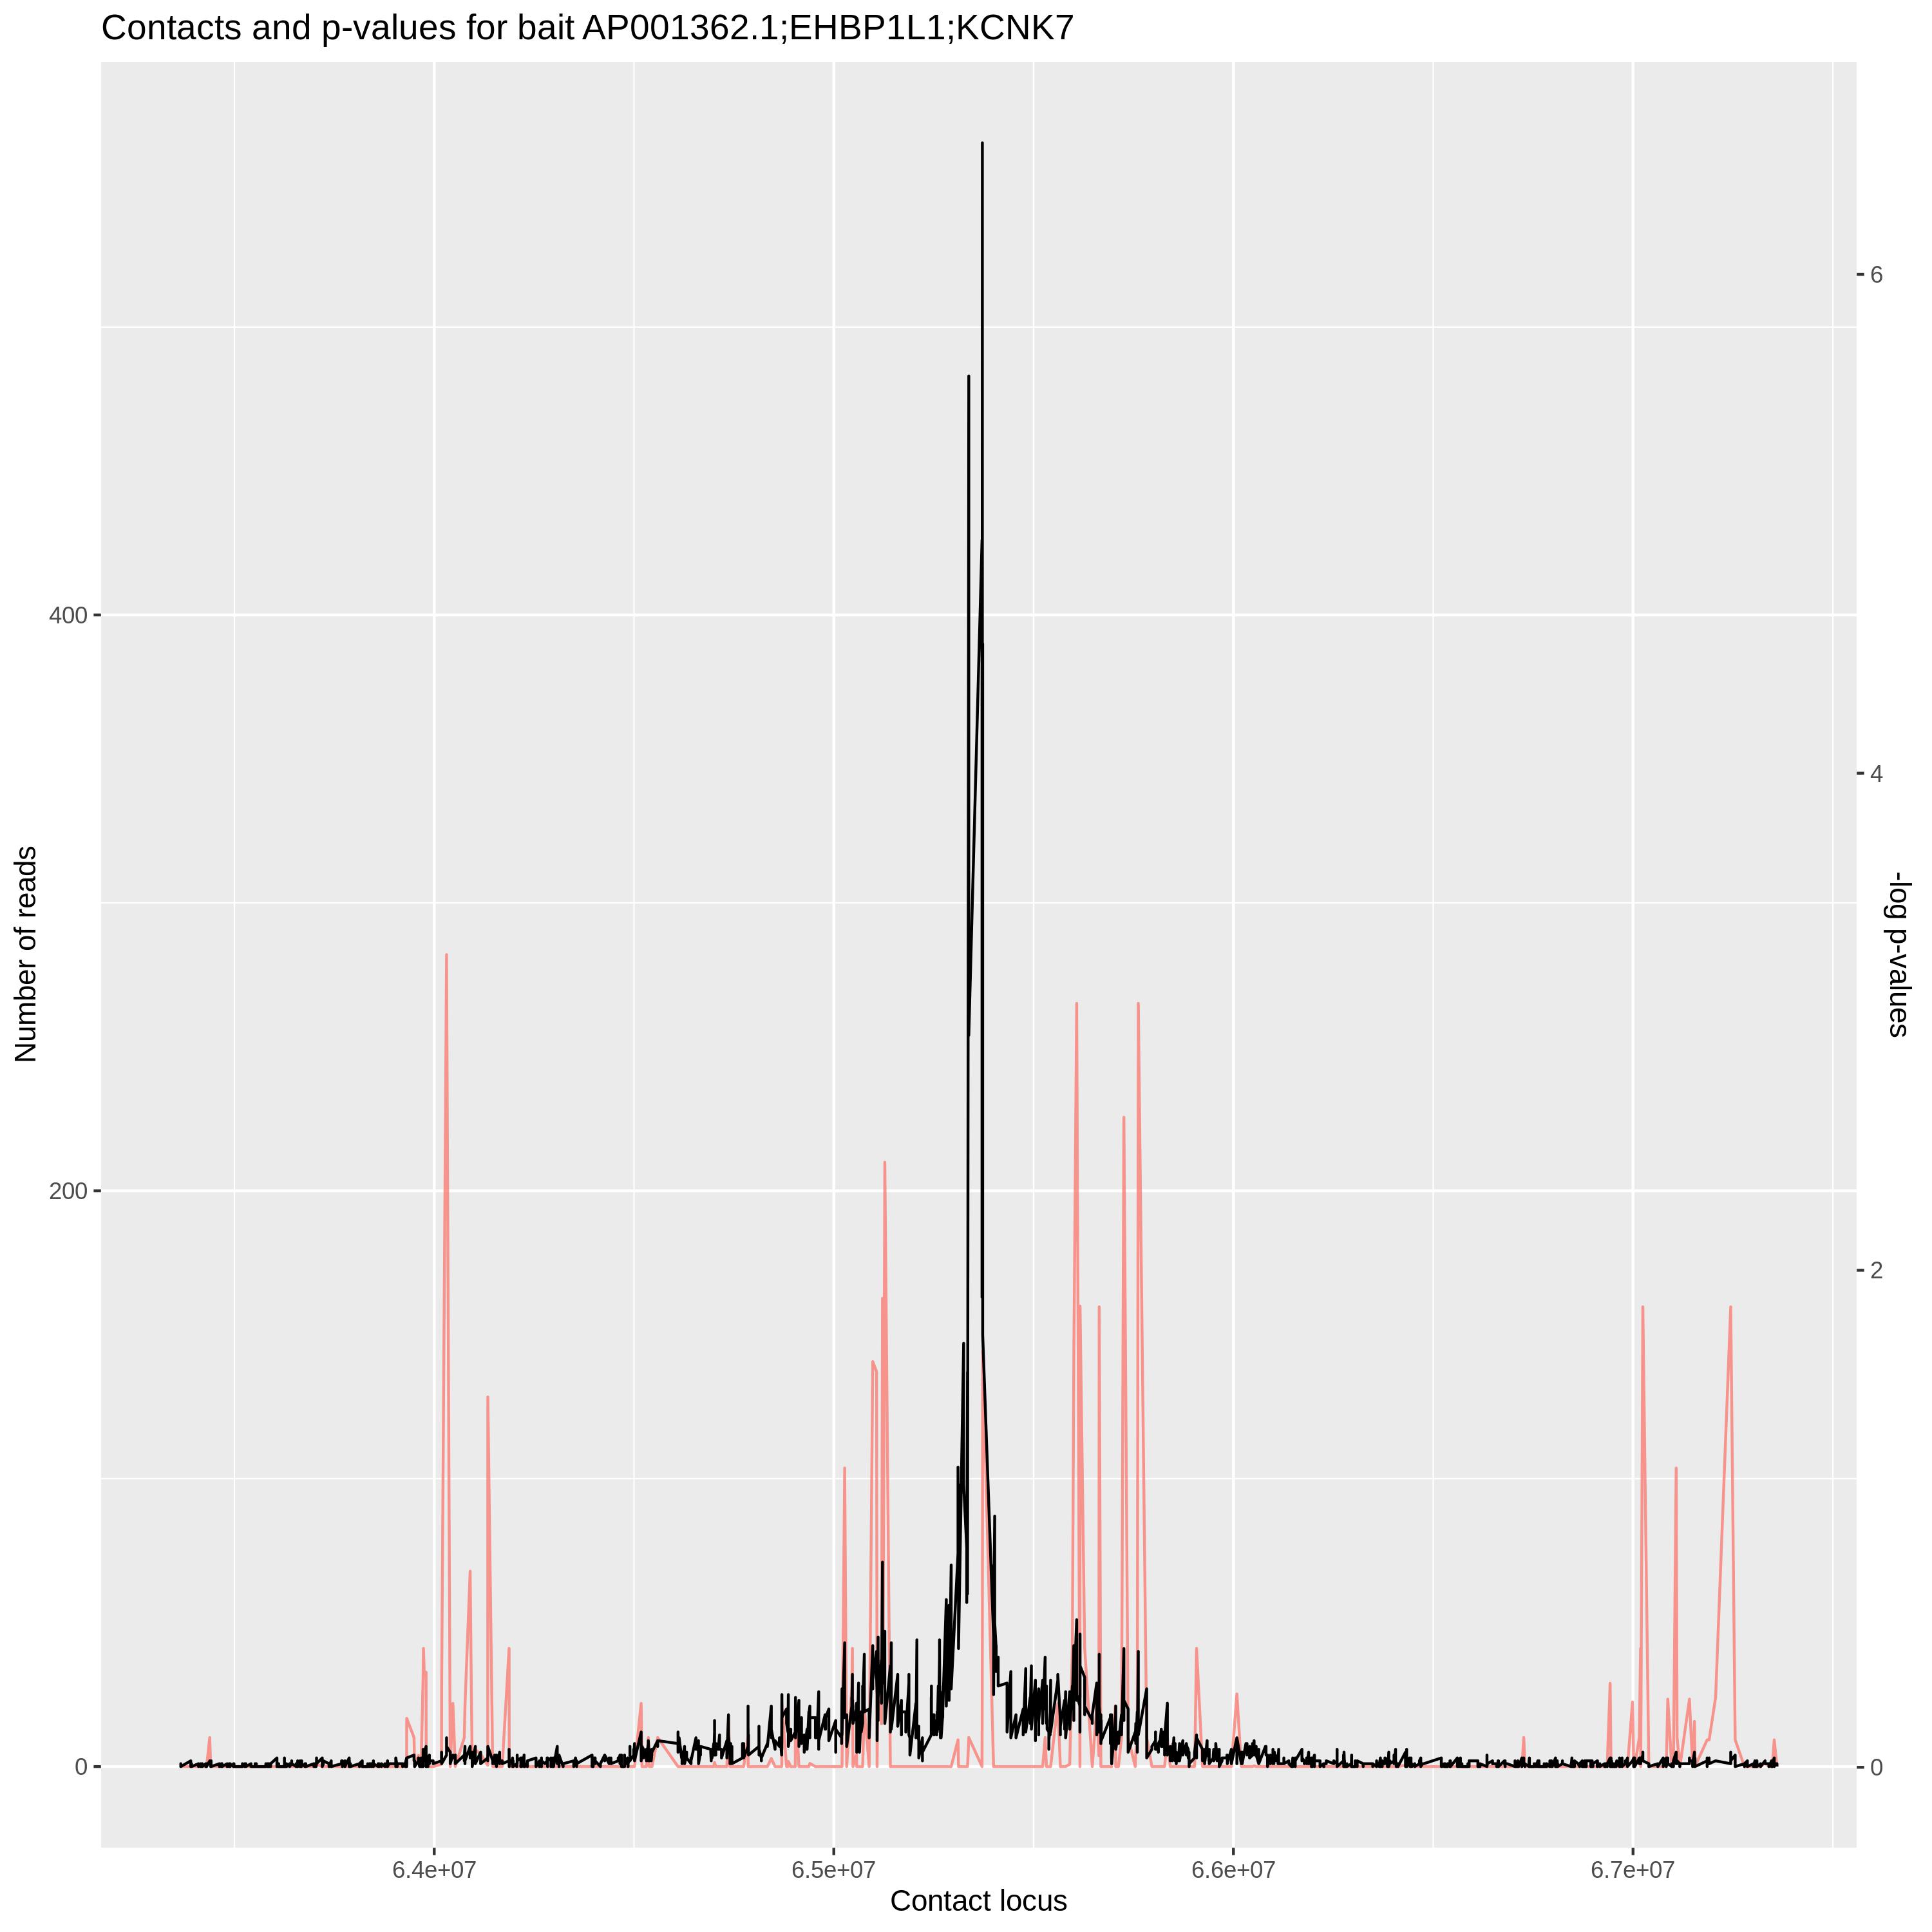 Contacts and p-values for bait AP001362.1;EHBP1L1;KCNK7
Number of reads
400
200
0
6
4
2
0
-log p-values
6.4e+07
6.5e+07
6.6e+07
6.7e+07
Contact locus